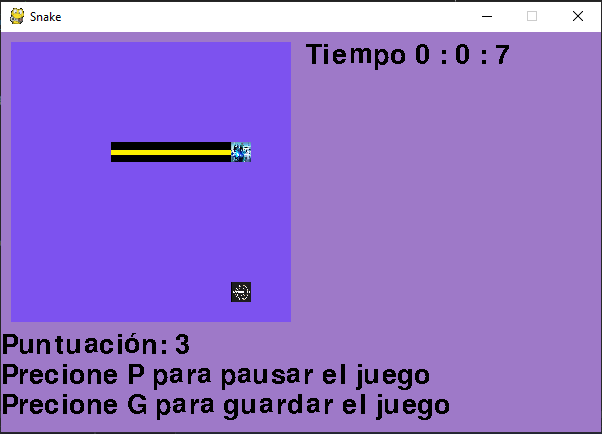 Snake
Tiempo 0 : 0 : 7
Puntuación: 3
Precione P para pausar el juego
Precione G para guardar el juego